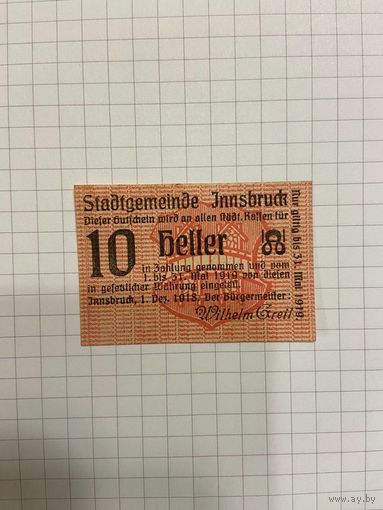 Stadtgemeinde Innsbruck
Dieser Gutschein wird an allen städt. Kassen für
10 Heller
in Zahlung genommen und vom
1. bis 31. Mai 1919 von diesen
in gesetzlicher Währung eingelöst.
Innsbruck, 1. Dez. 1918. Der Bürgermeister:
Wilhelm Greil
Nur giltig bis 31. Mai 1919
www.ay.by